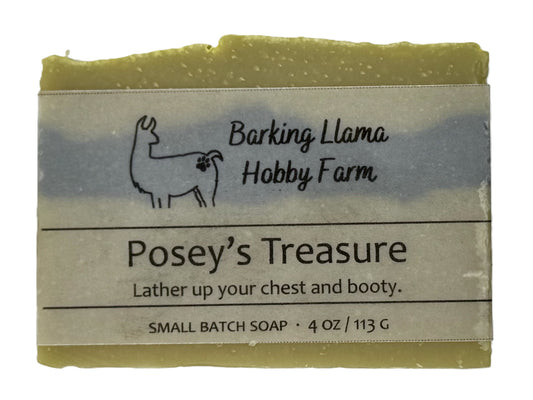 Barking Llama
Hobby Farm
Posey's Treasure
Lather up your chest and booty.
SMALL BATCH SOAP · 4 OZ / 113 G